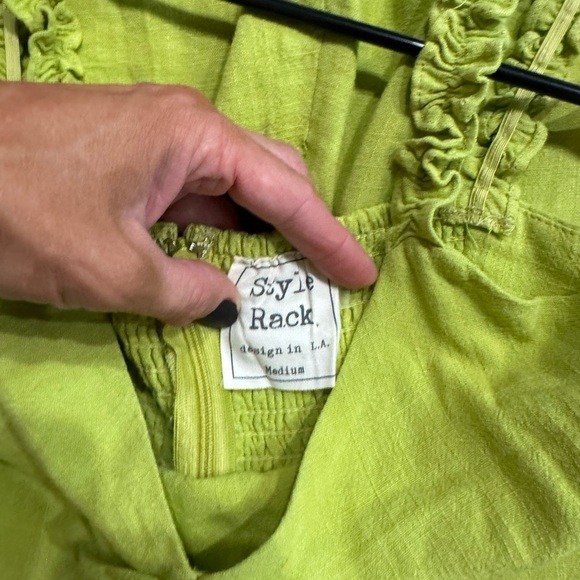 Style
Rack.
design in L.A.
Medium